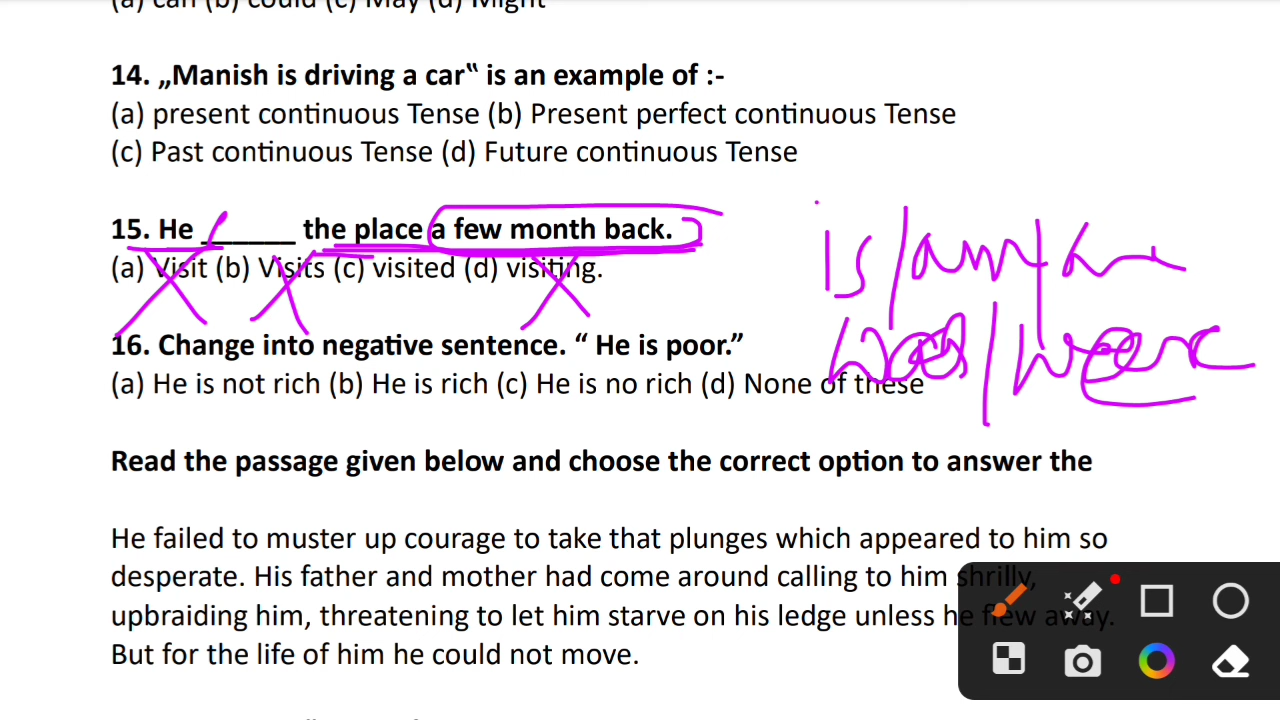 (a) can (b) could (c) May (d) Might
14. „Manish is driving a car‟ is an example of :-
(a) present continuous Tense (b) Present perfect continuous Tense
(c) Past continuous Tense (d) Future continuous Tense
15. He ______ the place a few month back.
(a) Visit (b) Visits (c) visited (d) visiting.
is/am/
/were
16. Change into negative sentence. “ He is poor.”
(a) He is not rich (b) He is rich (c) He is no rich (d) None of these
Read the passage given below and choose the correct option to answer the
He failed to muster up courage to take that plunges which appeared to him so
desperate. His father and mother had come around calling to him shrilly,
upbraiding him, threatening to let him starve on his ledge unless he flew away.
But for the life of him he could not move.